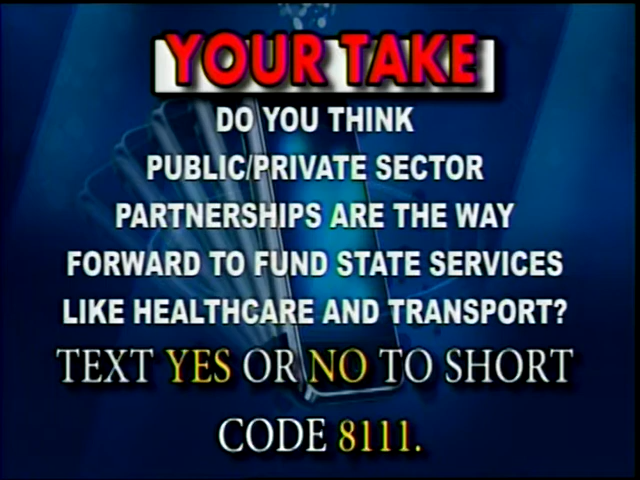 YOUR TAKE
DO YOU THINK
PUBLIC/PRIVATE SECTOR
PARTNERSHIPS ARE THE WAY
FORWARD TO FUND STATE SERVICES
LIKE HEALTHCARE AND TRANSPORT?
TEXT YES OR NO TO SHORT
CODE 8111.